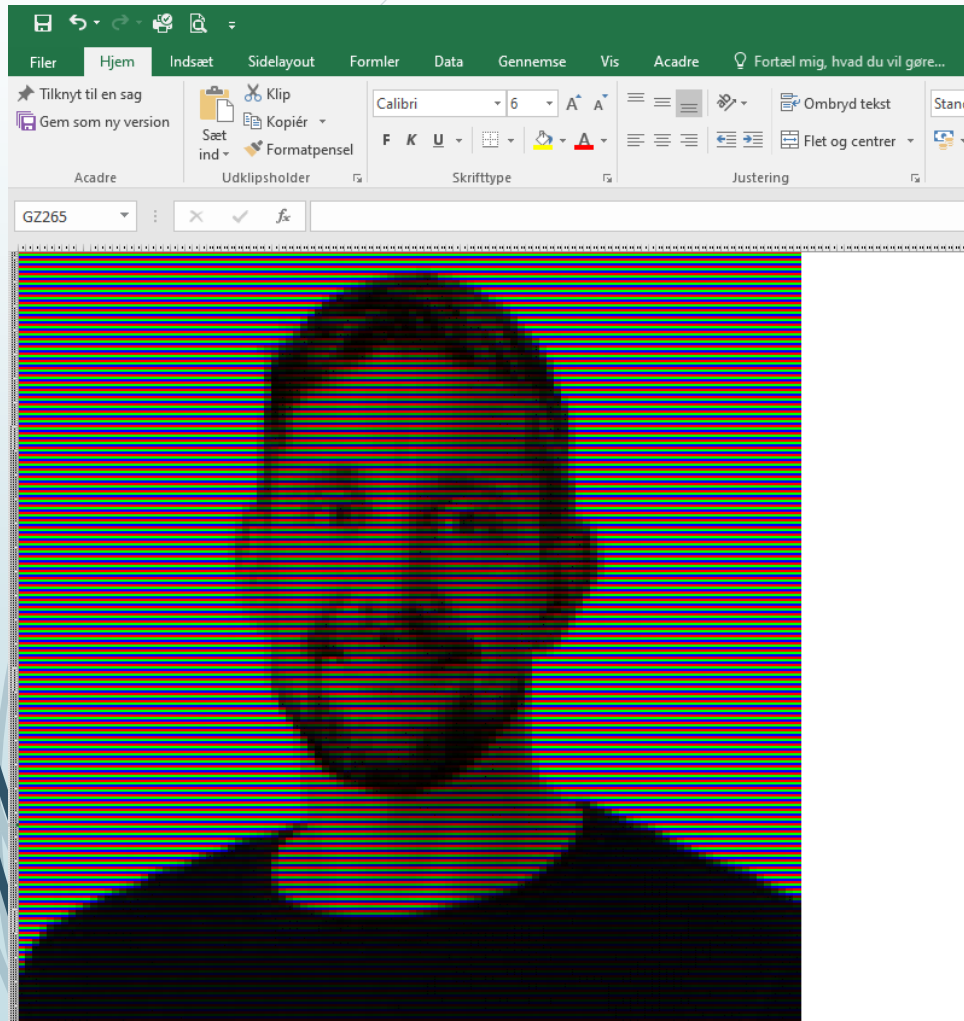 Filer Hjem Indsæt Sidelayout Formler Data Gennemse Vis Acadre Fortæl mig, hvad du vil gøre...
Tilknyt til en sag
Gem som ny version
Acadre
Sæt
ind
Klip
Kopiér
Formatpensel
Udklipsholder
Calibri 6 A A
F K U A
Skrifttype
Ombryd tekst
Flet og centrer
Justering
GZ265 fx